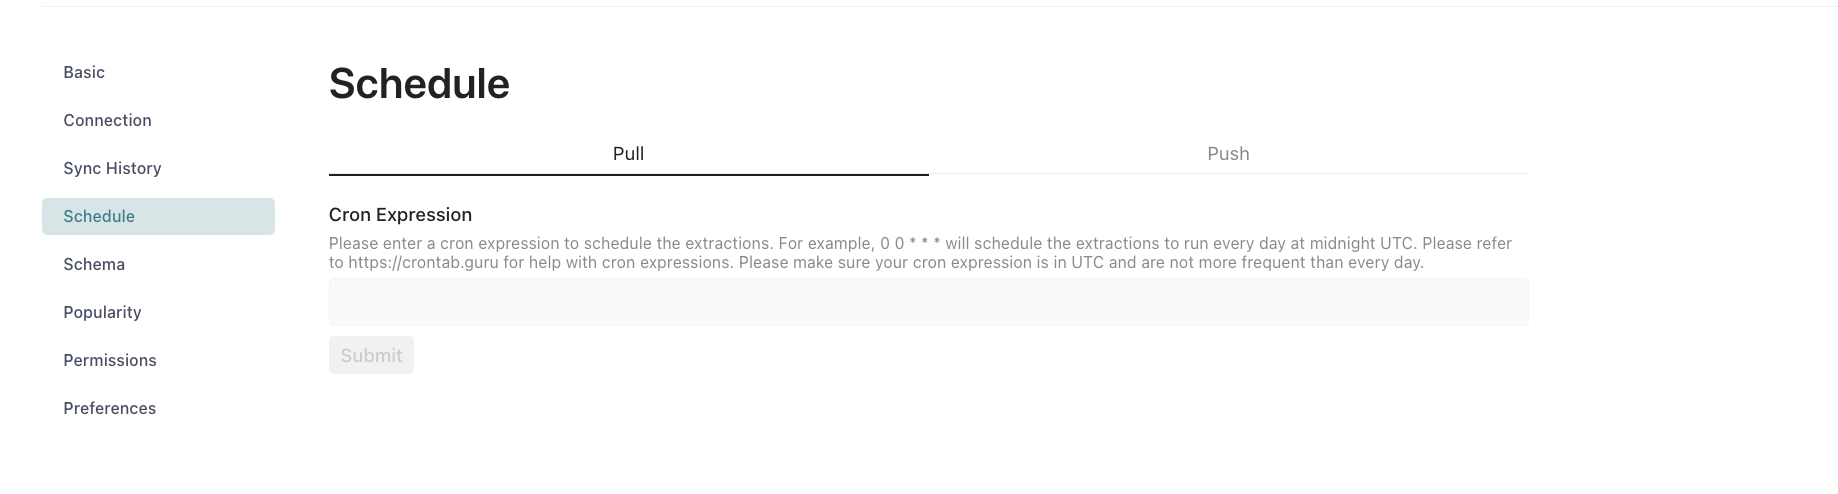 Basic
Connection
Sync History
Schedule
Schema
Popularity
Permissions
Preferences
Schedule
Pull
Push
Cron Expression
Please enter a cron expression to schedule the extractions. For example, 0 0 * * * will schedule the extractions to run every day at midnight UTC. Please refer
to https://crontab.guru for help with cron expressions. Please make sure your cron expression is in UTC and are not more frequent than every day.
Submit